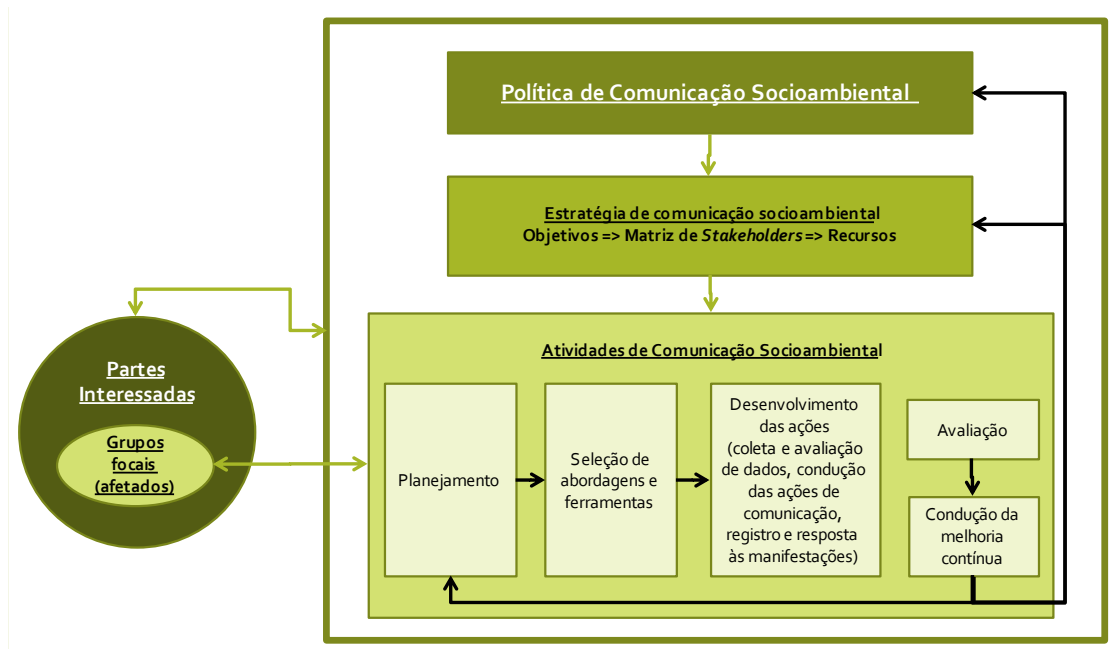 Política de Comunicação Socioambiental
Estratégia de comunicação socioambiental
Objetivos => Matriz de Stakeholders => Recursos
Partes
Interessadas
Grupos
focais
(afetados)
Atividades de Comunicação Socioambiental
Planejamento
Seleção de
abordagens e
ferramentas
Desenvolvimento
das ações
(coleta e avaliação
de dados, condução
das ações de
comunicação,
registro e resposta
às manifestações)
Avaliação
Condução da
melhoria
contínua